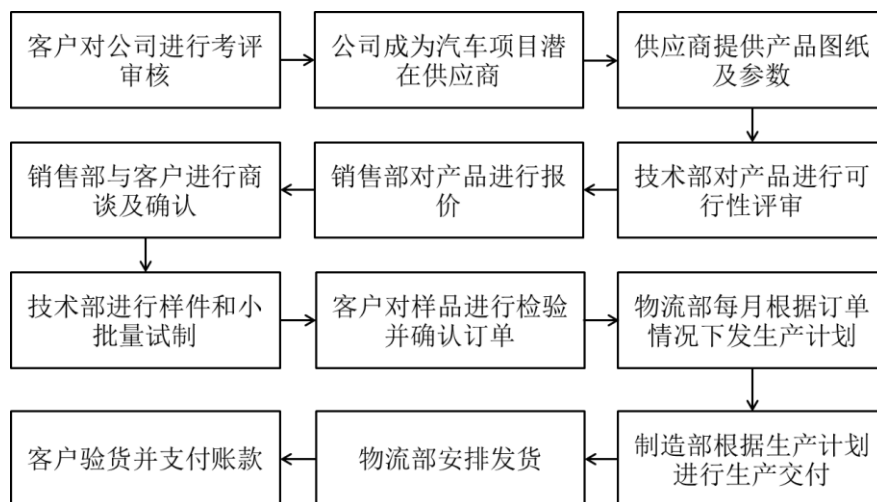 客户对公司进行考评
审核
公司成为汽车项目潜
在供应商
供应商提供产品图纸
及参数
技术部对产品进行可
行性评审
销售部对产品进行报
价
销售部与客户进行商
谈及确认
技术部进行样件和小
批量试制
客户对样品进行检验
并确认订单
物流部每月根据订单
情况下发生产计划
制造部根据生产计划
进行生产交付
物流部安排发货
客户验货并支付账款